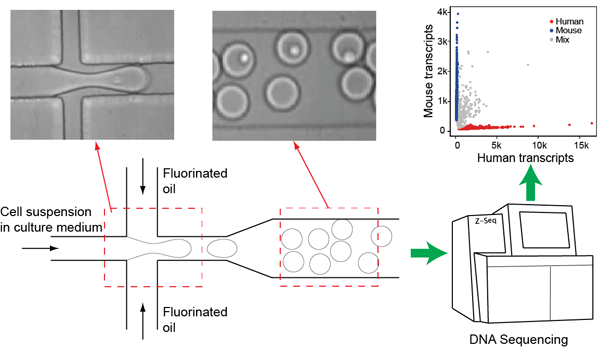 4k
3k
2k
1k
0
0
5k
10k
15k
Mouse transcripts
Human transcripts
Human
Mouse
Mix
Fluorinated
oil
Cell suspension
in culture medium
Fluorinated
oil
Z-Seq
DNA Sequencing